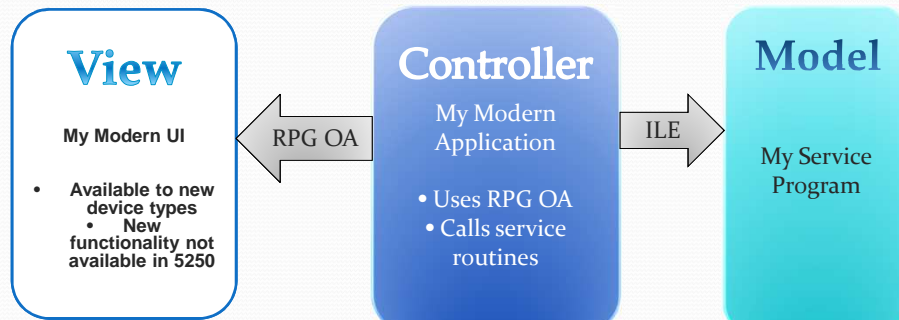 View
My Modern UI
• Available to new
device types
• New
functionality not
available in 5250
RPG OA
Controller
My Modern
Application
• Uses RPG OA
• Calls service
routines
ILE
Model
My Service
Program